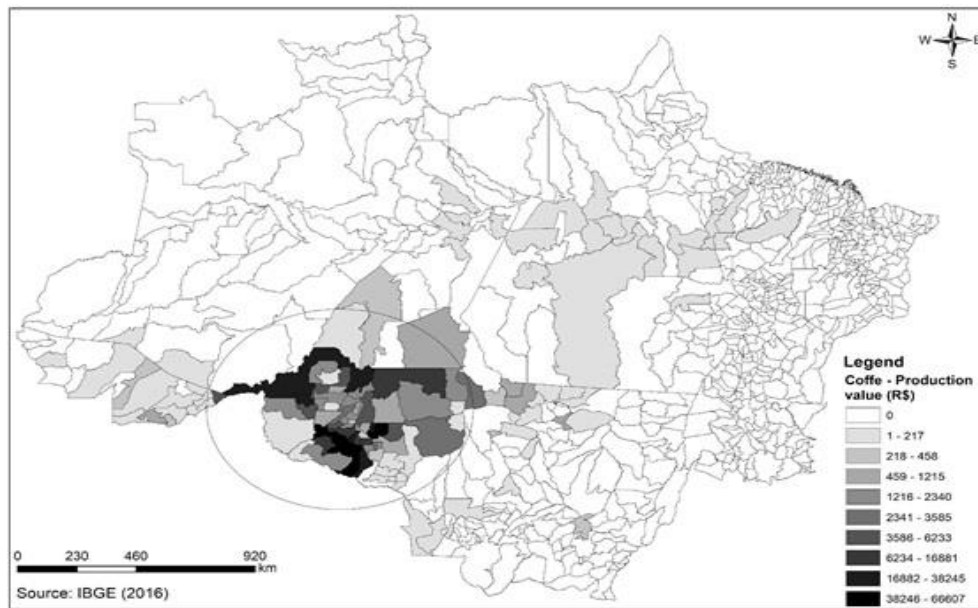 N
W E
S
Legend
Coffe - Production
value (R$)
0
1 - 217
218 - 458
459 - 1215
1216 - 2340
2341 - 3585
3586 - 6233
6234 - 16881
16882 - 38245
38246 - 66607
0 230 460 920
km
Source: IBGE (2016)